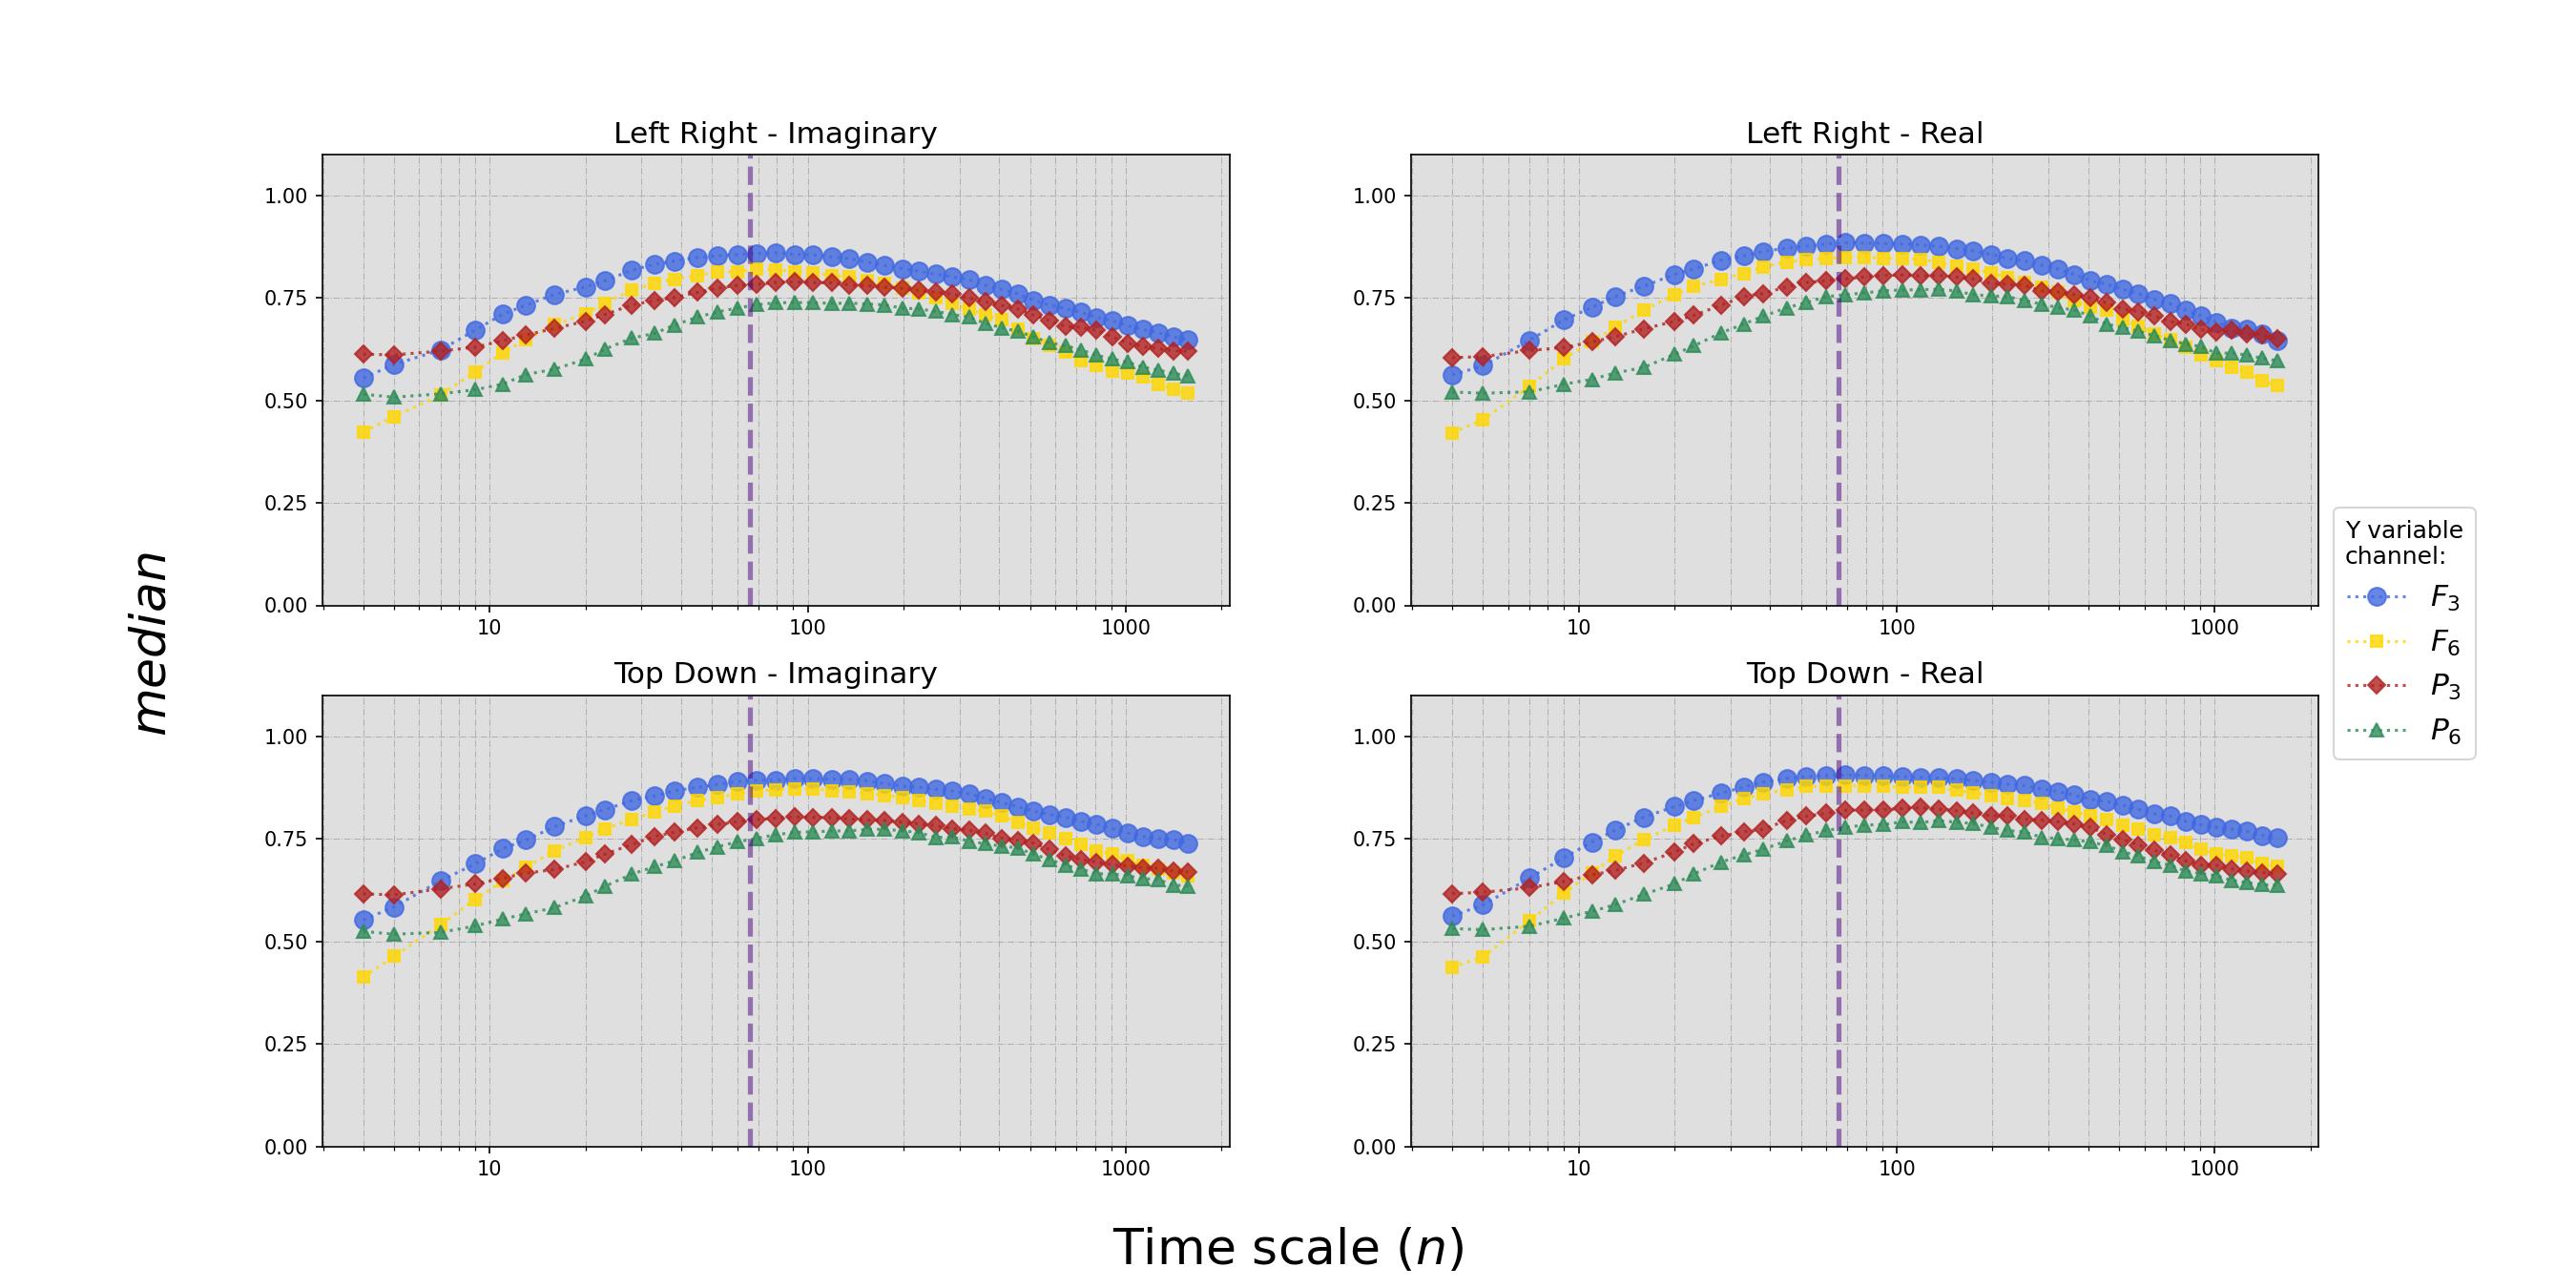 Left Right - Imaginary
1.00
0.75
0.50
0.25
0.00
10 100 1000
Left Right - Real
1.00
0.75
0.50
0.25
0.00
10 100 1000
Top Down - Imaginary
1.00
0.75
0.50
0.25
0.00
10 100 1000
Top Down - Real
1.00
0.75
0.50
0.25
0.00
10 100 1000
median
Time scale (n)
Y variable
channel:
F3
F6
P3
P6